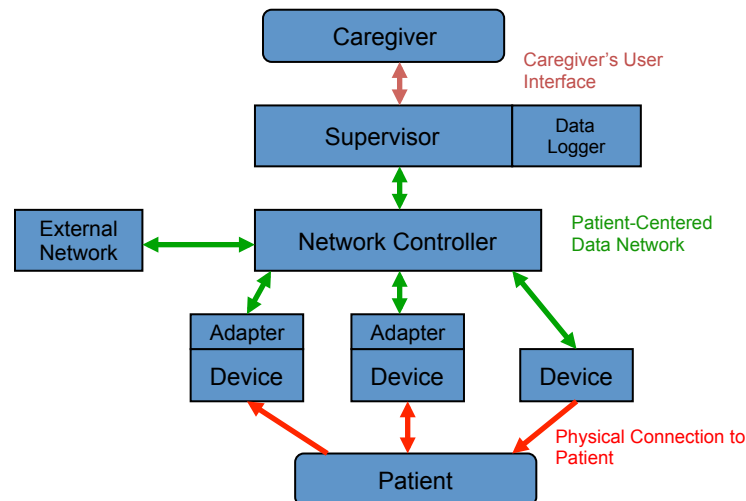 Caregiver
Caregiver's User
Interface
Supervisor
Data
Logger
External
Network
Network Controller
Patient-Centered
Data Network
Adapter
Adapter
Device
Device
Device
Physical Connection to
Patient
Patient